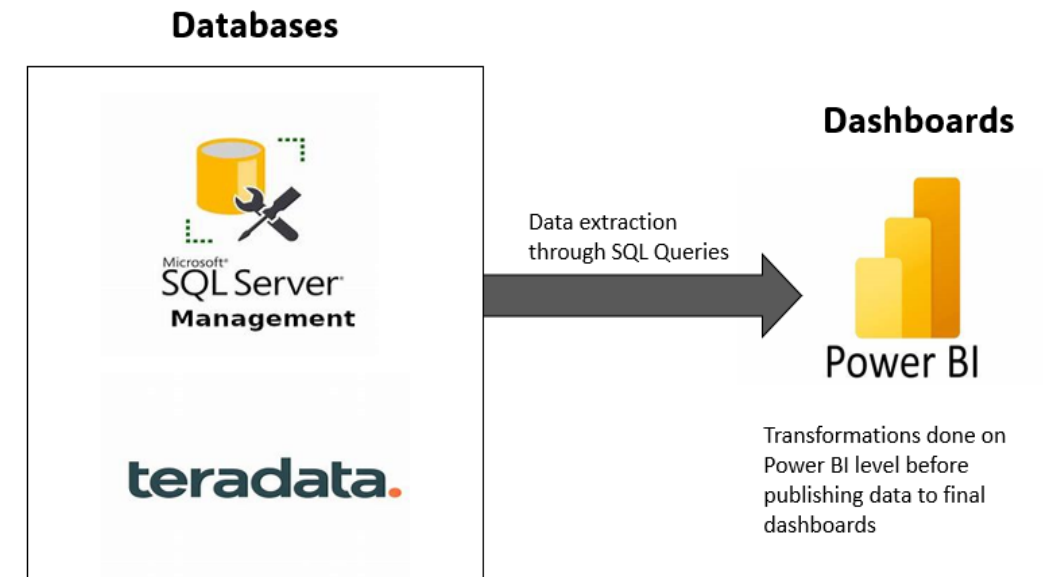 Databases
Microsoft®
SQL Server
Management
teradata.
Data extraction
through SQL Queries
Dashboards
Power BI
Transformations done on
Power BI level before
publishing data to final
dashboards